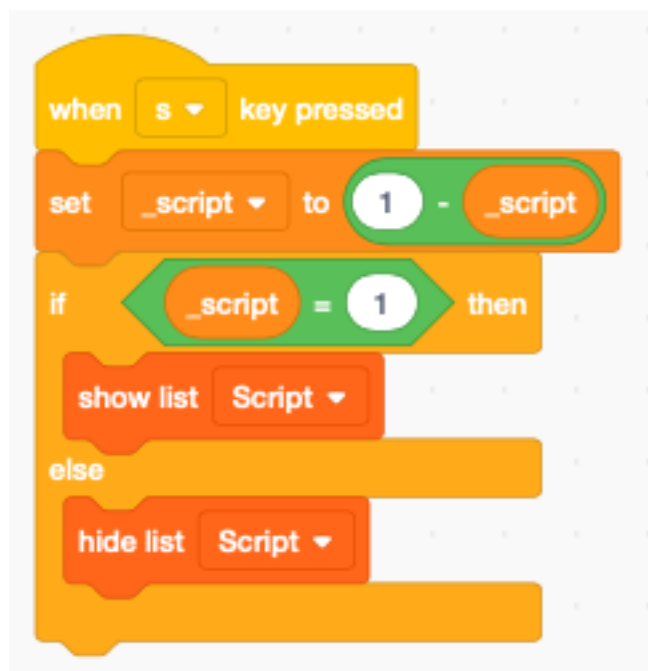 when s key pressed
set _script to 1 - _script
if _script = 1 then
show list Script
else
hide list Script